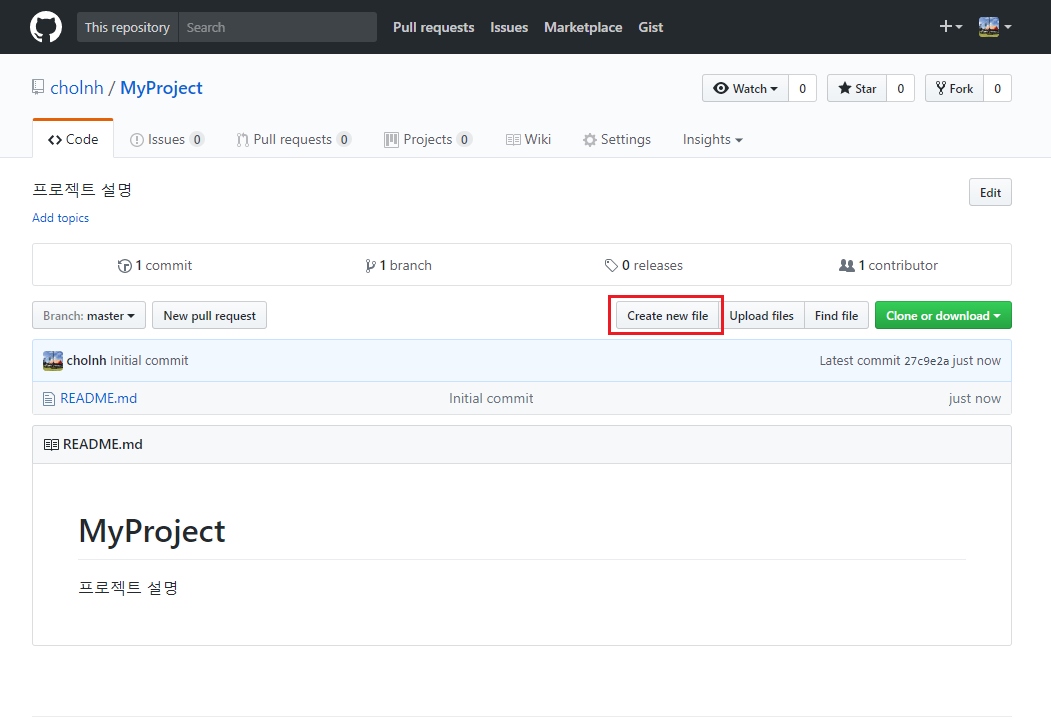 This repository Search Pull requests Issues Marketplace Gist
cholnh / MyProject Watch 0 Star 0 Fork 0
Code Issues 0 Pull requests 0 Projects 0 Wiki Settings Insights
프로젝트 설명 Edit
Add topics
1 commit 1 branch 0 releases 1 contributor
Branch: master New pull request Create new file Upload files Find file Clone or download
cholnh Initial commit Latest commit 27c9e2a just now
README.md Initial commit just now
README.md
MyProject
프로젝트 설명